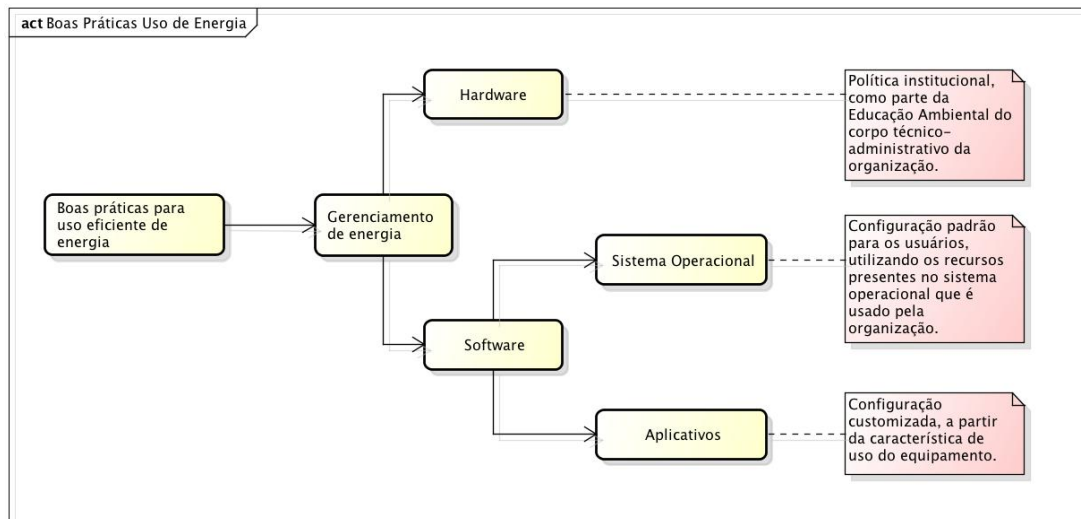 act Boas Práticas Uso de Energia
Hardware
Política institucional,
como parte da
Educação Ambiental do
corpo técnico-
administrativo da
organização.
Boas práticas para
uso eficiente de
energia
Gerenciamento
de energia
Sistema Operacional
Configuração padrão
para os usuários,
utilizando os recursos
presentes no sistema
operacional que é
usado pela
organização.
Software
Aplicativos
Configuração
customizada, a partir
da característica de
uso do equipamento.